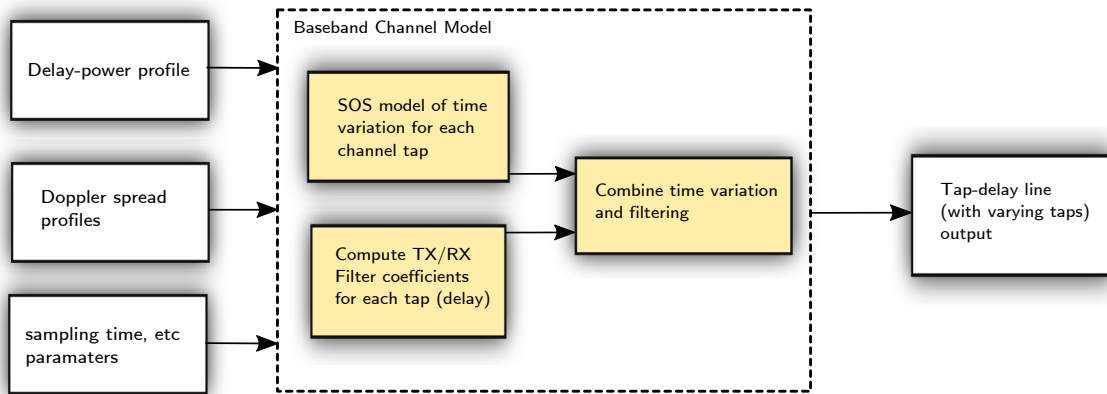 Baseband Channel Model
Delay-power profile
Doppler spread
profiles
sampling time, etc
paramaters
SOS model of time
variation for each
channel tap
Compute TX/RX
Filter coefficients
for each tap (delay)
Combine time variation
and filtering
Tap-delay line
(with varying taps)
output